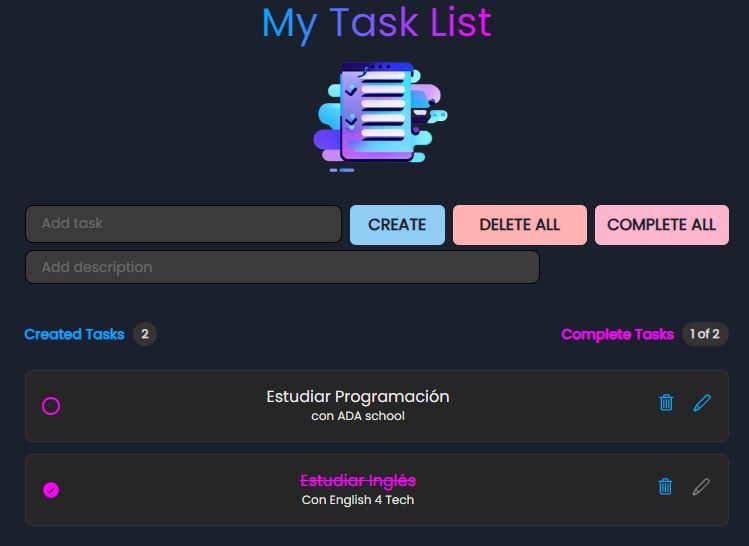 My Task List
Add task
CREATE
DELETE ALL
COMPLETE ALL
Add description
Created Tasks 2
Complete Tasks 1 of 2
Estudiar Programación
con ADA school
Estudiar Inglés
Con English 4 Tech